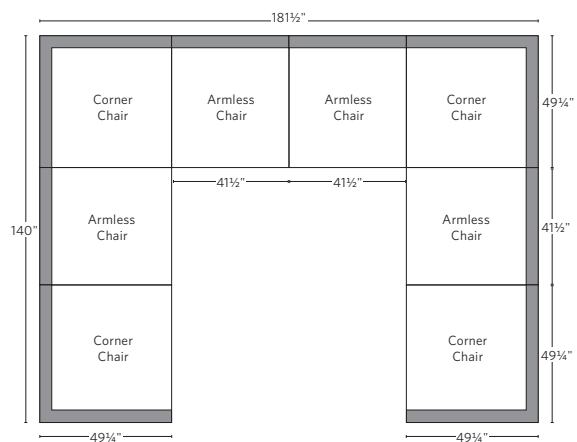 181½"
Corner
Chair
Armless
Chair
Armless
Chair
Corner
Chair
49¼"
41½"
41½"
140"
Armless
Chair
Armless
Chair
41½"
Corner
Chair
Corner
Chair
49¼"
49¼"
49¼"